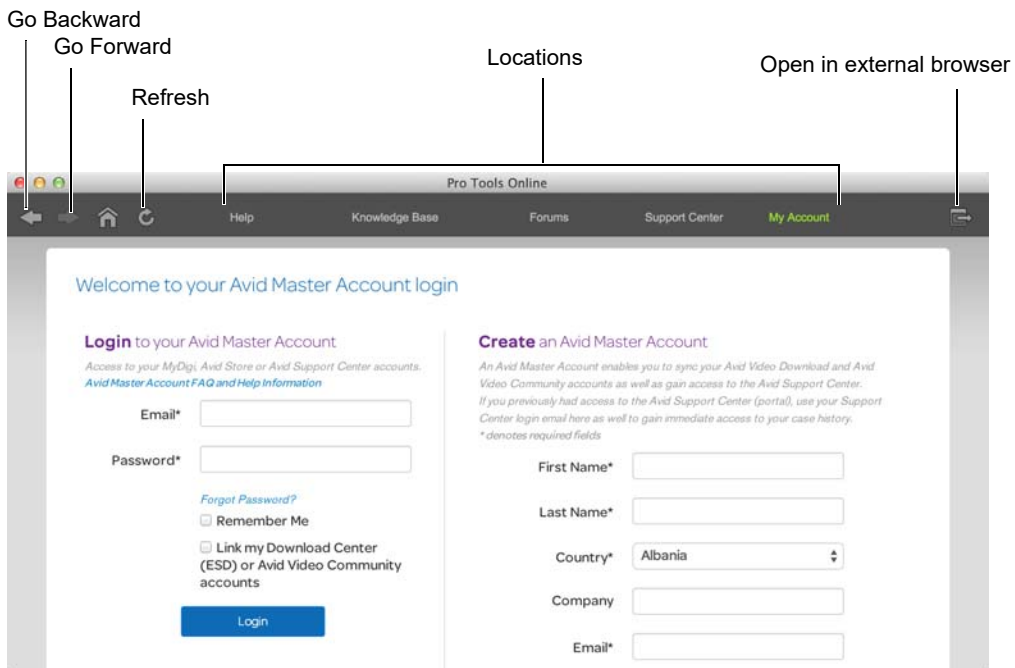 Go Backward
Go Forward
Refresh
Locations
Open in external browser
Pro Tools Online
Help Knowledge Base Forums Support Center My Account
Welcome to your Avid Master Account login
Login to your Avid Master Account
Access to your MyDigi, Avid Store or Avid Support Center accounts.
Avid Master Account FAQ and Help Information
Email*
Password*
Forgot Password?
Remember Me
Link my Download Center
(ESD) or Avid Video Community
accounts
Login
Create an Avid Master Account
An Avid Master Account enables you to sync your Avid Video Download and Avid
Video Community accounts as well as gain access to the Avid Support Center.
If you previously had access to the Avid Support Center (portal), use your Support
Center login email here as well to gain immediate access to your case history.
* denotes required fields
First Name*
Last Name*
Country* Albania
Company
Email*